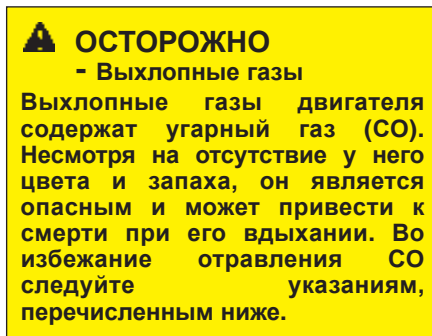 ОСТОРОЖНО
- Выхлопные газы
Выхлопные газы двигателя
содержат угарный газ (CO).
Несмотря на отсутствие у него
цвета и запаха, он является
опасным и может привести к
смерти при его вдыхании. Во
избежание отравления CO
следуйте указаниям,
перечисленным ниже.